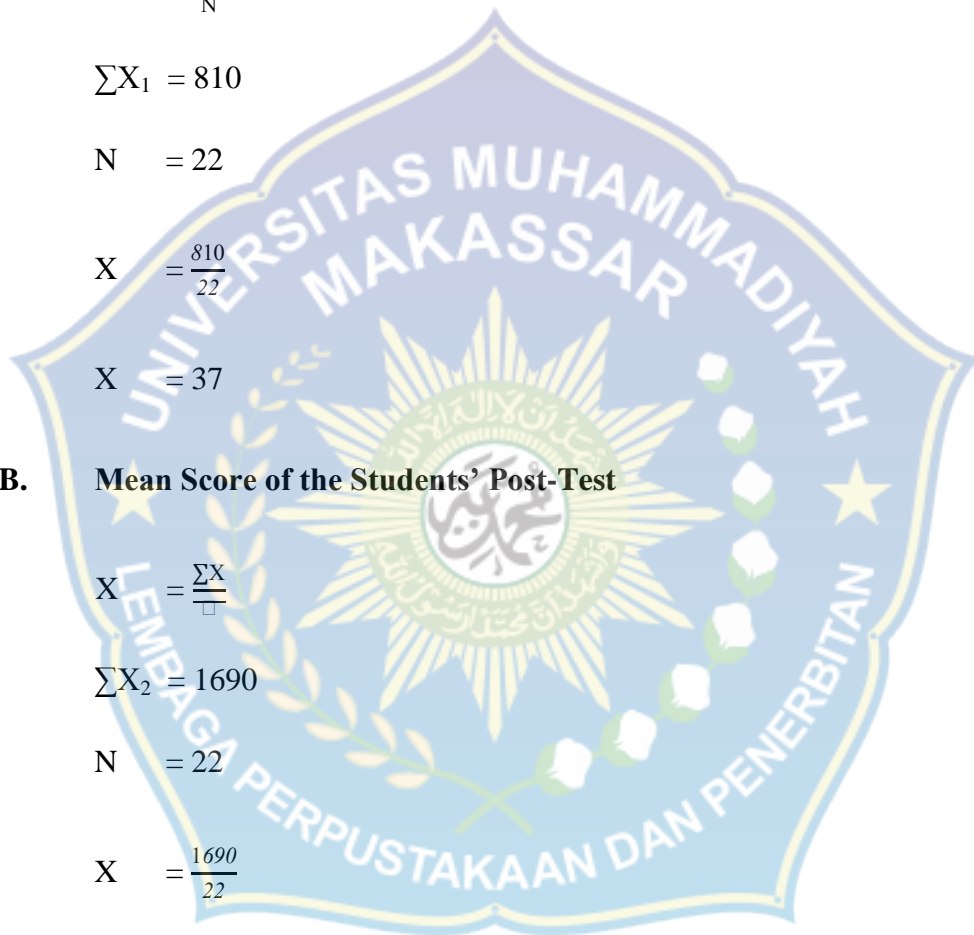 N
∑X₁ = 810
N = 22
X = 810/22
X = 37
B. Mean Score of the Students’ Post-Test
X = ∑X/□
∑X₂ = 1690
N = 22
X = 1690/22
UNIVERSITAS MUHAMMADIYAH
MAKASSAR
LEMBAGA PERPUSTAKAAN DAN PENERBITAN